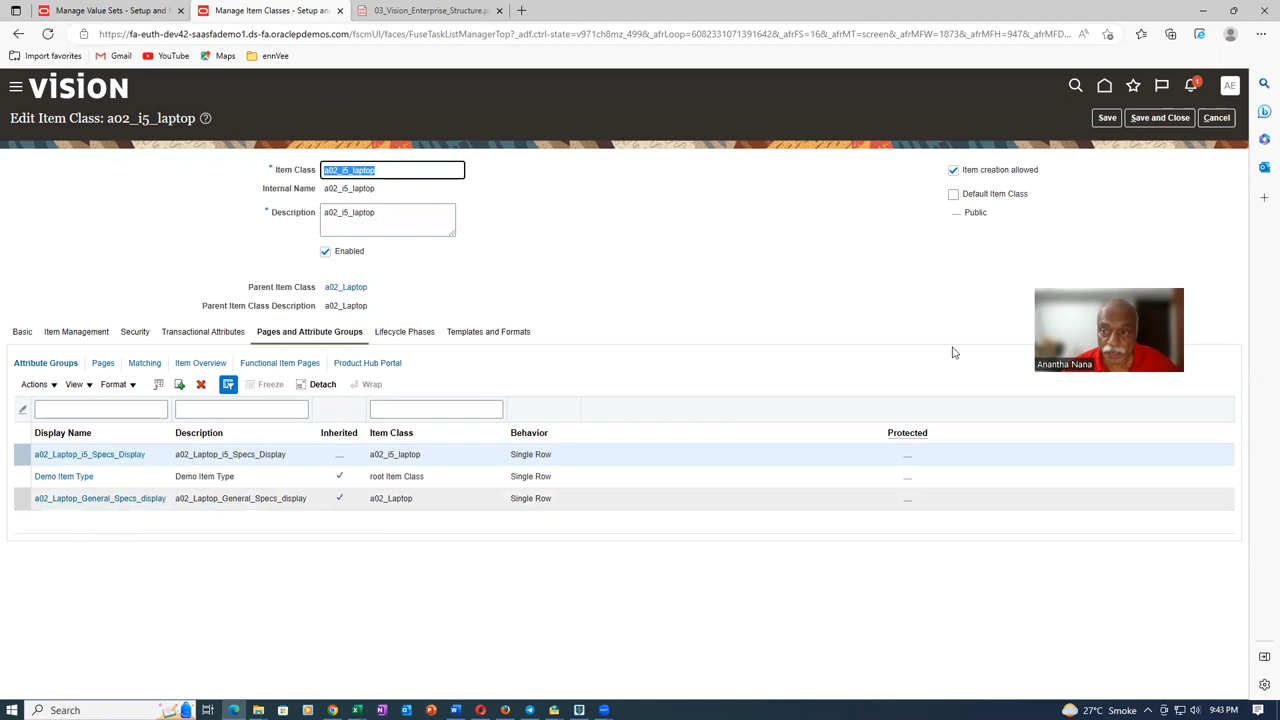 Manage Value Sets - Setup and
Manage Item Classes - Setup and
03_Vision_Enterprise_Structure.p
https://fa-euth-dev42-saasfademo1.ds-fa.oraclepdemos.com/fscmUI/faces/FuseTaskListManagerTop?_adf.ctrl-state=v971ch8mz_499&_afrLoop=60823310713916428&_afrFS=16&_afrMT=screen&_afrMFW=1873&_afrMFH=947&_afrMFD...
Import favorites
Gmail
YouTube
Maps
ennVee
VISION
1
AE
Edit Item Class: a02_i5_laptop
Save
Save and Close
Cancel
* Item Class a02_i5_laptop
Item creation allowed
Internal Name a02_i5_laptop
Default Item Class
* Description a02_i5_laptop
Public
Enabled
Parent Item Class a02_Laptop
Parent Item Class Description a02_Laptop
Basic Item Management Security Transactional Attributes Pages and Attribute Groups Lifecycle Phases Templates and Formats
Attribute Groups Pages Matching Item Overview Functional Item Pages Product Hub Portal
Actions View Format Freeze Detach Wrap
Display Name Description Inherited Item Class Behavior Protected
a02_Laptop_i5_Specs_Display a02_Laptop_i5_Specs_Display a02_i5_laptop Single Row
Demo Item Type Demo Item Type root Item Class Single Row
a02_Laptop_General_Specs_display a02_Laptop_General_Specs_display a02_Laptop Single Row
Anantha Nana
Search
27°C Smoke
9:43 PM